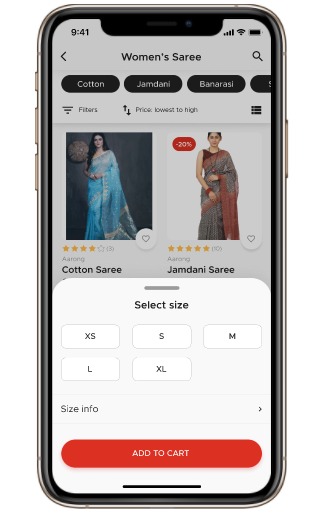 9:41
Women's Saree
Cotton Jamdani Banarasi S
Filters Price: lowest to high
-20%
(3) (10)
Aarong Aarong
Cotton Saree Jamdani Saree
Select size
XS S M
L XL
Size info
ADD TO CART